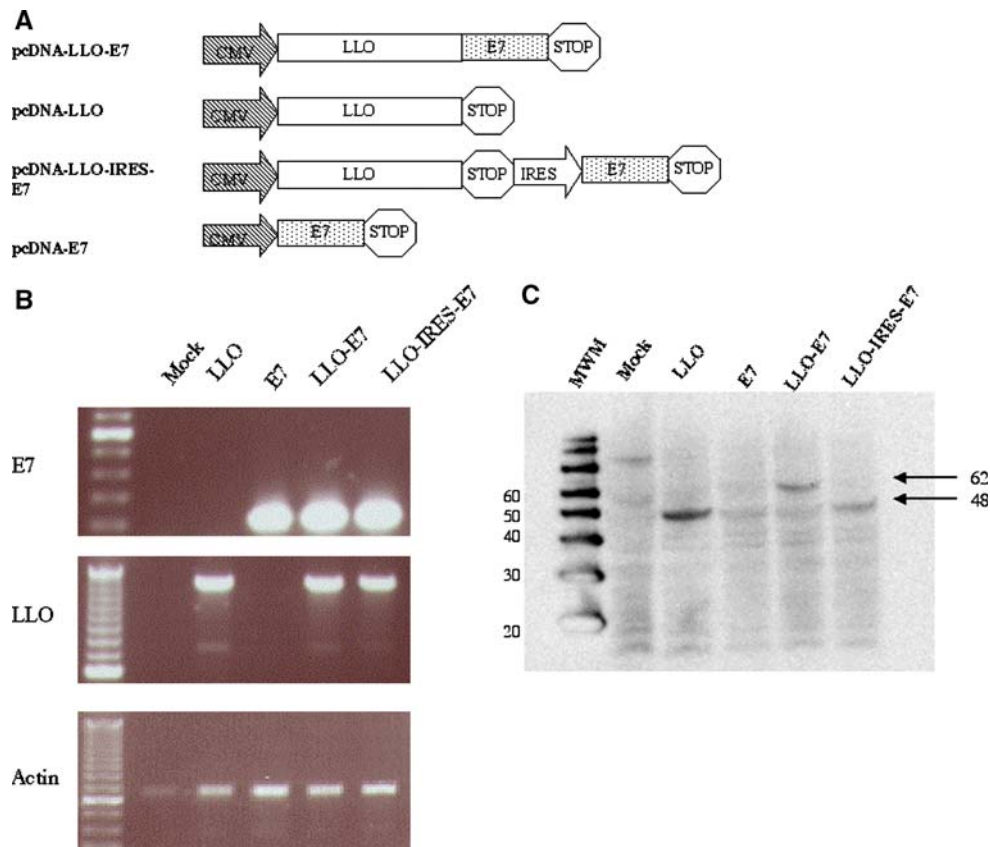 A
pcDNA-LLO-E7
CMV
LLO
E7
STOP
pcDNA-LLO
CMV
LLO
STOP
pcDNA-LLO-IRES-
E7
CMV
LLO
STOP
IRES
E7
STOP
pcDNA-E7
CMV
E7
STOP
B
Mock
LLO
E7
LLO-E7
LLO-IRES-E7
E7
LLO
Actin
C
MWM
Mock
LLO
E7
LLO-E7
LLO-IRES-E7
60
50
40
30
20
62
48